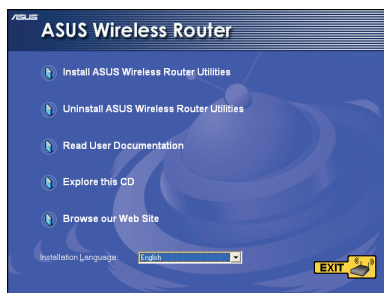 ASUS
ASUS Wireless Router
Install ASUS Wireless Router Utilities
Uninstall ASUS Wireless Router Utilities
Read User Documentation
Explore this CD
Browse our Web Site
Installation Language: English
EXIT